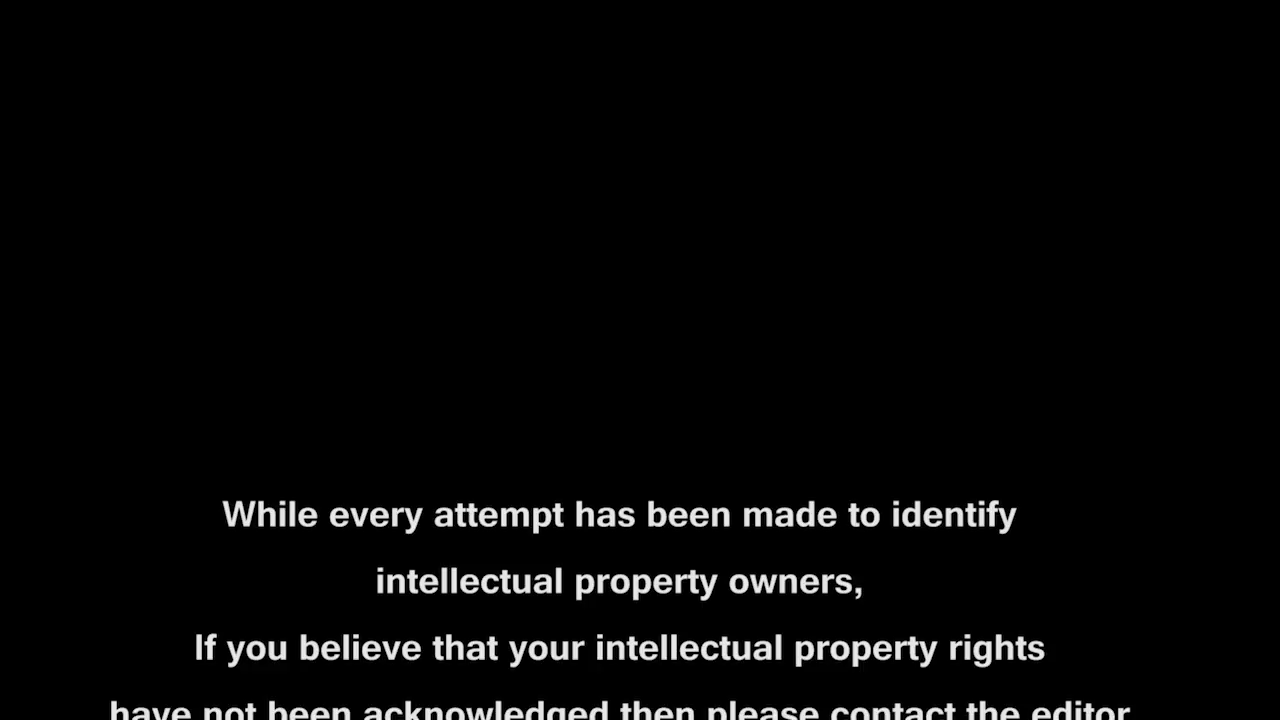 While every attempt has been made to identify
intellectual property owners,
If you believe that your intellectual property rights
have not been acknowledged then please contact the editor